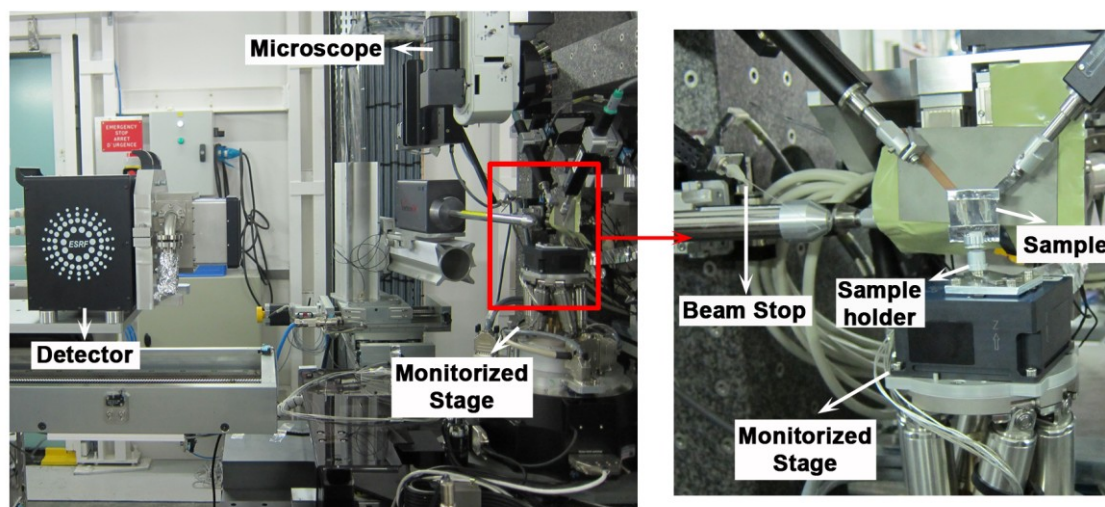 Microscope
EMERGENCY
STOP
ARRET
D'URGENCE
ESRF
Detector
Monitorized
Stage
Sample
Beam Stop
Sample
holder
Z
Monitorized
Stage